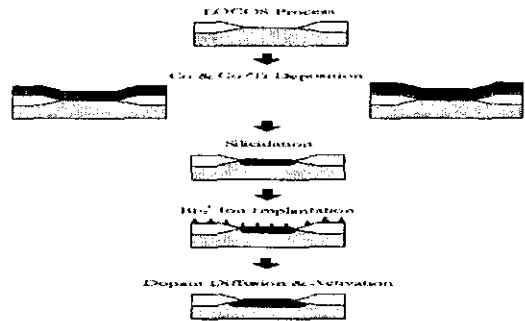 LOCOS Process
Co & Co/Ti Deposition
Silicidation
BF₂⁺ Ion Implantation
Dopant Diffusion & Activation